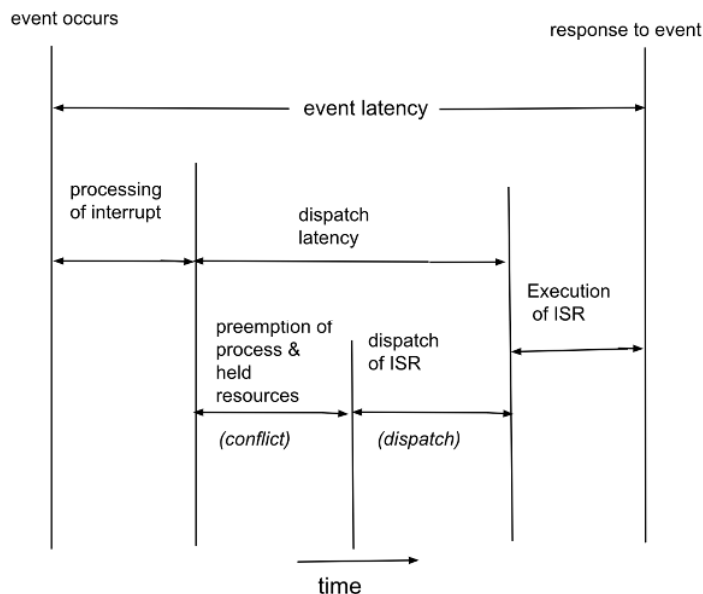 event occurs
response to event
event latency
processing
of interrupt
dispatch
latency
Execution
of ISR
preemption of
process &
held
resources
dispatch
of ISR
(conflict)
(dispatch)
time